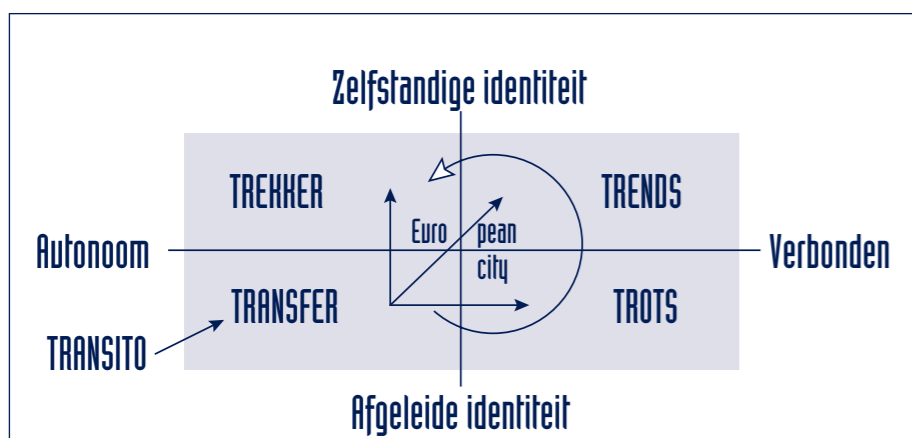 Zelfstandige identiteit
TREKKER
TRENDS
Euro pean
city
Autonoom
Verbonden
TRANSFER
TROTS
TRANSITO
Afgeleide identiteit